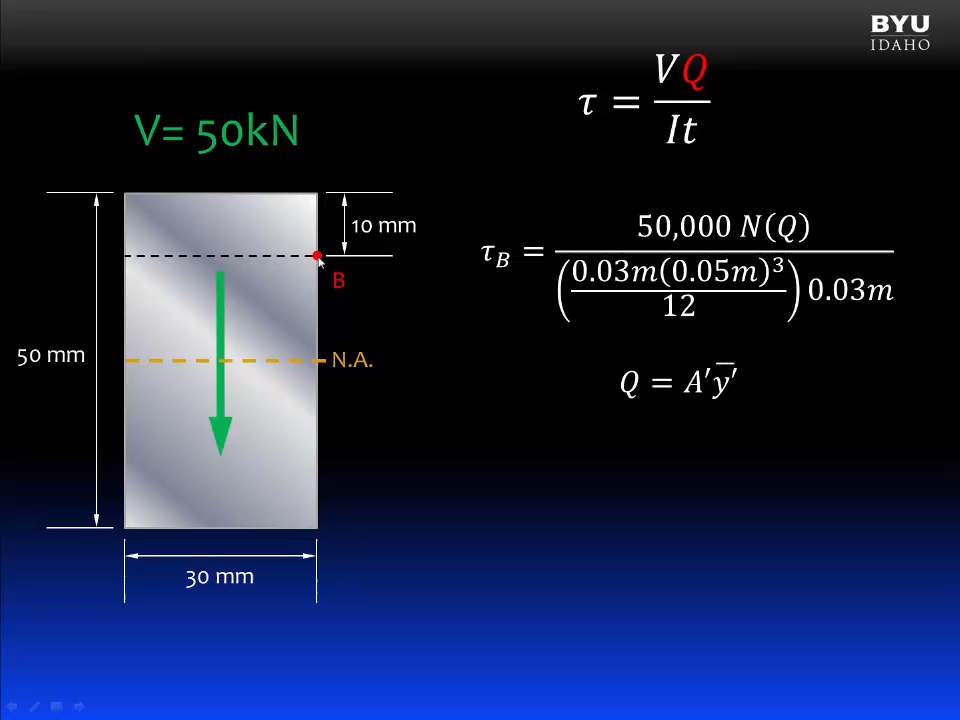 BYU
IDAHO
τ = VQ/It
V= 50kN
10 mm
B
50 mm
N.A.
30 mm
τ_B = 50,000 N(Q) / ((0.03m(0.05m)³/12) 0.03m)
Q = A′y̅′